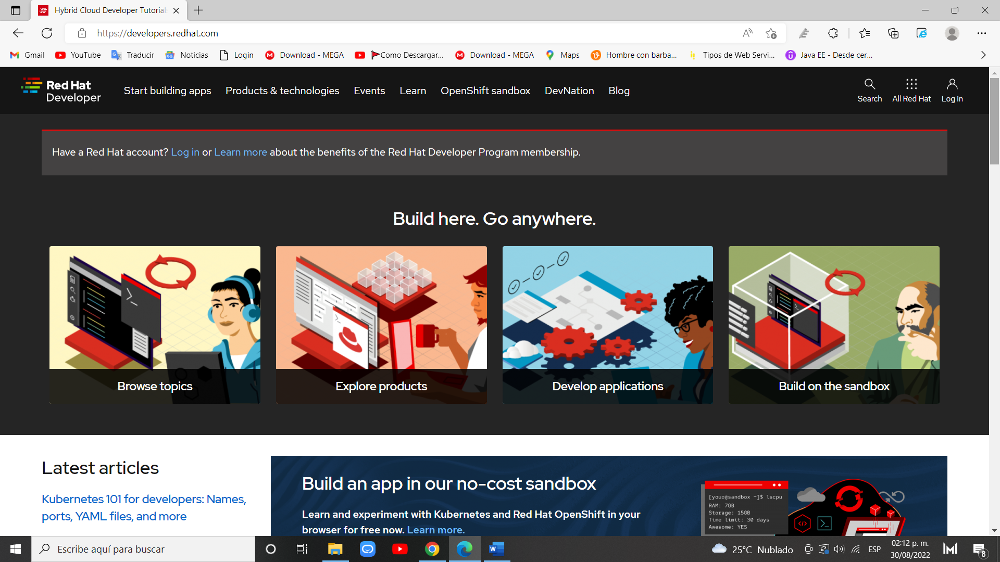 Hybrid Cloud Developer Tutorial
https://developers.redhat.com
Gmail
YouTube
Traducir
Noticias
Login
Download - MEGA
Como Descargar...
Download - MEGA
Maps
Hombre con barba...
Tipos de Web Servi...
Java EE - Desde cer...
Red Hat
Developer
Start building apps
Products & technologies
Events
Learn
OpenShift sandbox
DevNation
Blog
Search
All Red Hat
Log in
Have a Red Hat account? Log in or Learn more about the benefits of the Red Hat Developer Program membership.
Build here. Go anywhere.
Browse topics
Explore products
Develop applications
Build on the sandbox
Latest articles
Kubernetes 101 for developers: Names,
ports, YAML files, and more
Build an app in our no-cost sandbox
Learn and experiment with Kubernetes and Red Hat OpenShift in your
browser for free now. Learn more.
[your@sandbox ~]$ lscpu
RAM: 7GB
Storage: 15GB
Time limit: 30 days
Awesome: YES
Escribe aquí para buscar
25°C Nublado
ESP
02:12 p. m.
30/08/2022
8